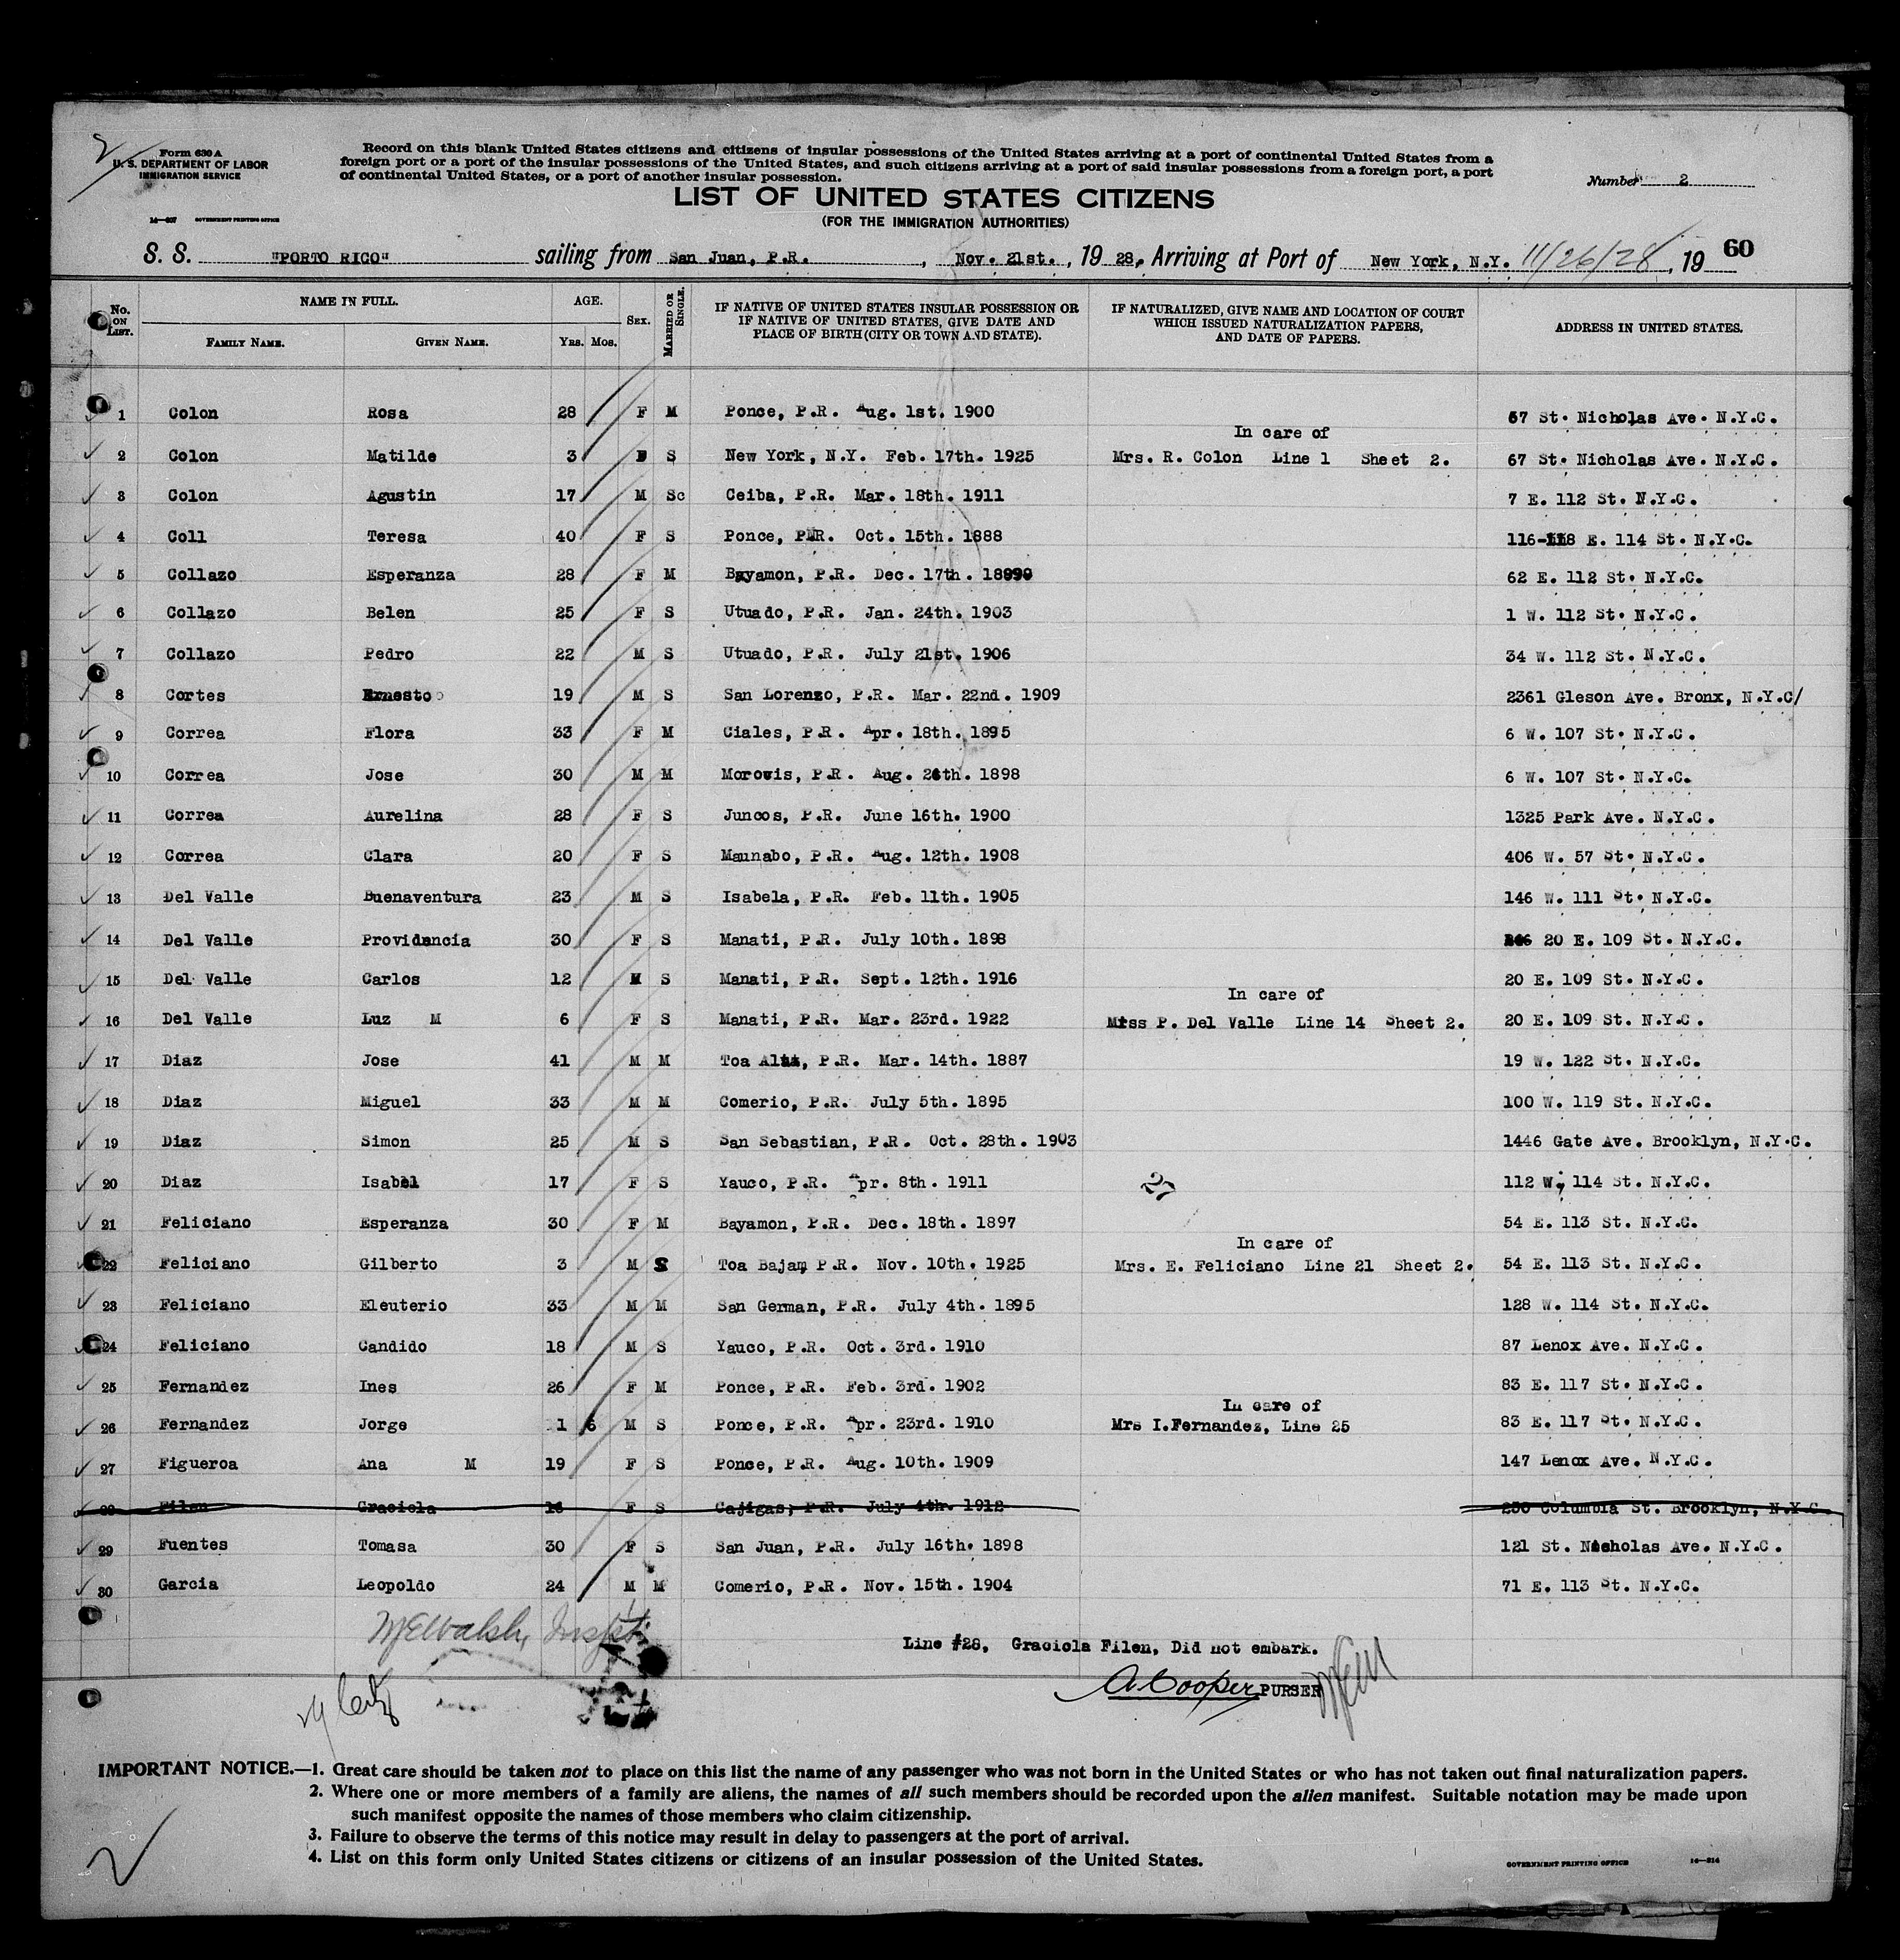 2
Form 630 A
U. S. DEPARTMENT OF LABOR
IMMIGRATION SERVICE
14—407 GOVERNMENT PRINTING OFFICE
Record on this blank United States citizens and citizens of insular possessions of the United States arriving at a port of continental United States from a
foreign port or a port of the insular possessions of the United States, and such citizens arriving at a port of said insular possessions from a foreign port, a port
of continental United States, or a port of another insular possession.
Number 2
LIST OF UNITED STATES CITIZENS
(FOR THE IMMIGRATION AUTHORITIES)
S. S. "PORTO RICO" sailing from San Juan, P.R. , Nov. 21st. , 19 28, Arriving at Port of New York, N.Y. 11/26/28 , 19 60
No. ON LIST. NAME IN FULL. FAMILY NAME. GIVEN NAME. AGE. YRS. MOS. SEX. MARRIED OR SINGLE. IF NATIVE OF UNITED STATES INSULAR POSSESSION OR IF NATIVE OF UNITED STATES, GIVE DATE AND PLACE OF BIRTH (CITY OR TOWN AND STATE). IF NATURALIZED, GIVE NAME AND LOCATION OF COURT WHICH ISSUED NATURALIZATION PAPERS, AND DATE OF PAPERS. ADDRESS IN UNITED STATES.
1 Colon Rosa 28 F M Ponce, P.R. Aug. 1st. 1900 67 St. Nicholas Ave. N.Y.C.
In care of
2 Colon Matilde 3 S New York, N.Y. Feb. 17th. 1925 Mrs. R. Colon Line 1 Sheet 2. 67 St. Nicholas Ave. N.Y.C.
3 Colon Agustin 17 M Sc Ceiba, P.R. Mar. 18th. 1911 7 E. 112 St. N.Y.C.
4 Coll Teresa 40 F S Ponce, P.R. Oct. 15th. 1888 116-118 E. 114 St. N.Y.C.
5 Collazo Esperanza 28 F M Bayamon, P.R. Dec. 17th. 62 E. 112 St. N.Y.C.
6 Collazo Belen 25 F S Utuado, P.R. Jan. 24th. 1903 1 W. 112 St. N.Y.C.
7 Collazo Pedro 22 M S Utuado, P.R. July 21st. 1906 34 W. 112 St. N.Y.C.
8 Cortes Ernesto 19 M S San Lorenzo, P.R. Mar. 22nd. 1909 2361 Gleson Ave. Bronx, N.Y.C/
9 Correa Flora 33 F M Ciales, P.R. Apr. 18th. 1895 6 W. 107 St. N.Y.C.
10 Correa Jose 30 M M Morovis, P.R. Aug. 26th. 1898 6 W. 107 St. N.Y.C.
11 Correa Aurelina 28 F S Juncos, P.R. June 16th. 1900 1325 Park Ave. N.Y.C.
12 Correa Clara 20 F S Maunabo, P.R. Aug. 12th. 1908 406 W. 57 St. N.Y.C.
13 Del Valle Buenaventura 23 M S Isabela, P.R. Feb. 11th. 1905 146 W. 111 St. N.Y.C.
14 Del Valle Providencia 30 F S Manati, P.R. July 10th. 1898 20 E. 109 St. N.Y.C.
15 Del Valle Carlos 12 M S Manati, P.R. Sept. 12th. 1916 20 E. 109 St. N.Y.C.
In care of
16 Del Valle Luz M 6 F S Manati, P.R. Mar. 23rd. 1922 Miss P. Del Valle Line 14 Sheet 2. 20 E. 109 St. N.Y.C.
17 Diaz Jose 41 M M Toa Alta, P.R. Mar. 14th. 1887 19 W. 122 St. N.Y.C.
18 Diaz Miguel 33 M M Comerio, P.R. July 5th. 1895 100 W. 119 St. N.Y.C.
19 Diaz Simon 25 M S San Sebastian, P.R. Oct. 28th. 1903 1446 Gate Ave. Brooklyn, N.Y.C.
20 Diaz Isabel 17 F S Yauco, P.R. Apr. 8th. 1911 27 112 W; 114 St. N.Y.C.
21 Feliciano Esperanza 30 F M Bayamon, P.R. Dec. 18th. 1897 54 E. 113 St. N.Y.C.
In care of
22 Feliciano Gilberto 3 M S Toa Baja, P.R. Nov. 10th. 1925 Mrs. E. Feliciano Line 21 Sheet 2. 54 E. 113 St. N.Y.C.
23 Feliciano Eleuterio 33 M M San German, P.R. July 4th. 1895 128 W. 114 St. N.Y.C.
24 Feliciano Candido 18 M S Yauco, P.R. Oct. 3rd. 1910 87 Lenox Ave. N.Y.C.
25 Fernandez Ines 26 F M Ponce, P.R. Feb. 3rd. 1902 83 E. 117 St. N.Y.C.
In care of
26 Fernandez Jorge 1 6 M S Ponce, P.R. Apr. 23rd. 1910 Mrs I.Fernandez, Line 25 83 E. 117 St. N.Y.C.
27 Figueroa Ana M 19 F S Ponce, P.R. Aug. 10th. 1909 147 Lenox Ave. N.Y.C.
28 Filen Graciola 16 F S Cajigas, P.R. July 4th. 1912 250 Columbia St. Brooklyn, N.Y.C.
29 Fuentes Tomasa 30 F S San Juan, P.R. July 16th. 1898 121 St. Nicholas Ave. N.Y.C.
30 Garcia Leopoldo 24 M M Comerio, P.R. Nov. 15th. 1904 71 E. 113 St. N.Y.C.
Line #28, Graciola Filen, Did not embark.
A. Cooper PURSER
IMPORTANT NOTICE.—1. Great care should be taken not to place on this list the name of any passenger who was not born in the United States or who has not taken out final naturalization papers.
2. Where one or more members of a family are aliens, the names of all such members should be recorded upon the alien manifest. Suitable notation may be made upon
such manifest opposite the names of those members who claim citizenship.
3. Failure to observe the terms of this notice may result in delay to passengers at the port of arrival.
4. List on this form only United States citizens or citizens of an insular possession of the United States.
2
GOVERNMENT PRINTING OFFICE 14—214